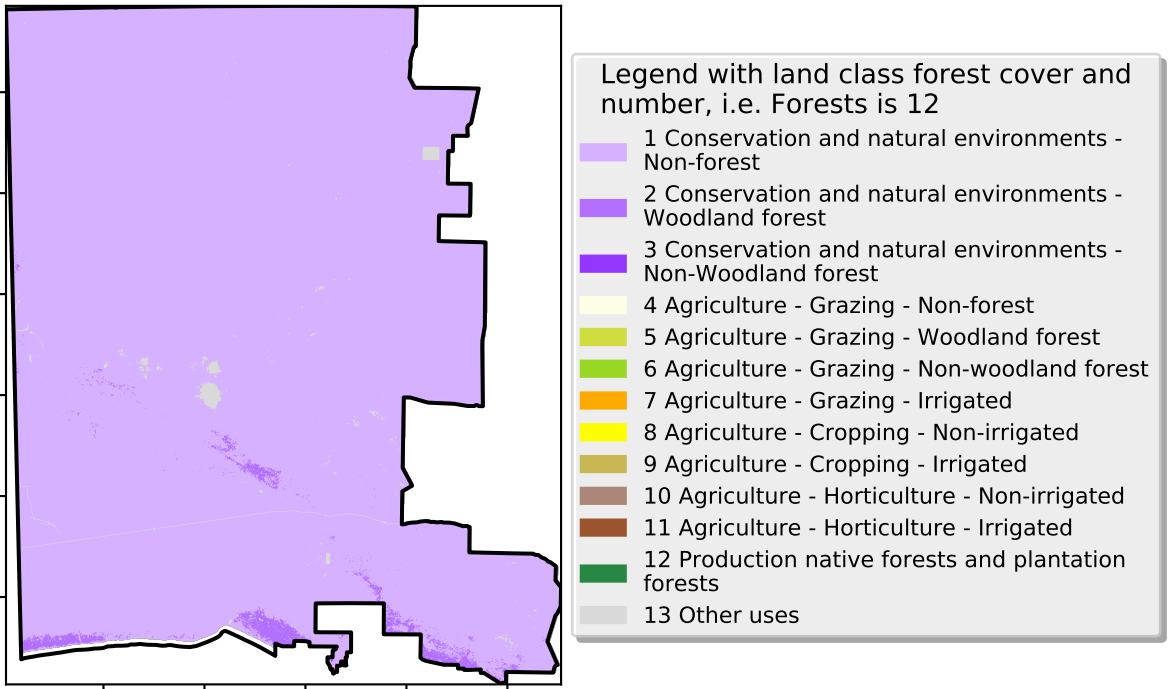 Legend with land class forest cover and
number, i.e. Forests is 12
1 Conservation and natural environments -
Non-forest
2 Conservation and natural environments -
Woodland forest
3 Conservation and natural environments -
Non-Woodland forest
4 Agriculture - Grazing - Non-forest
5 Agriculture - Grazing - Woodland forest
6 Agriculture - Grazing - Non-woodland forest
7 Agriculture - Grazing - Irrigated
8 Agriculture - Cropping - Non-irrigated
9 Agriculture - Cropping - Irrigated
10 Agriculture - Horticulture - Non-irrigated
11 Agriculture - Horticulture - Irrigated
12 Production native forests and plantation
forests
13 Other uses